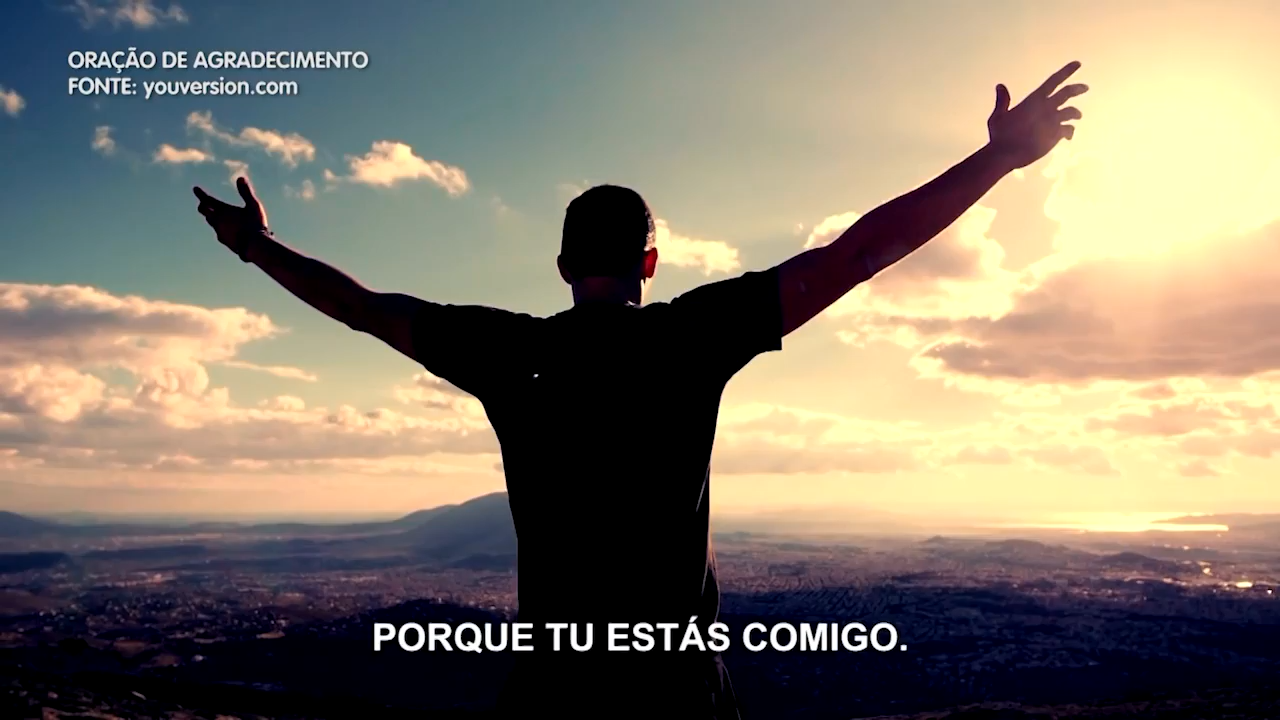 ORAÇÃO DE AGRADECIMENTO
FONTE: youversion.com
PORQUE TU ESTÁS COMIGO.